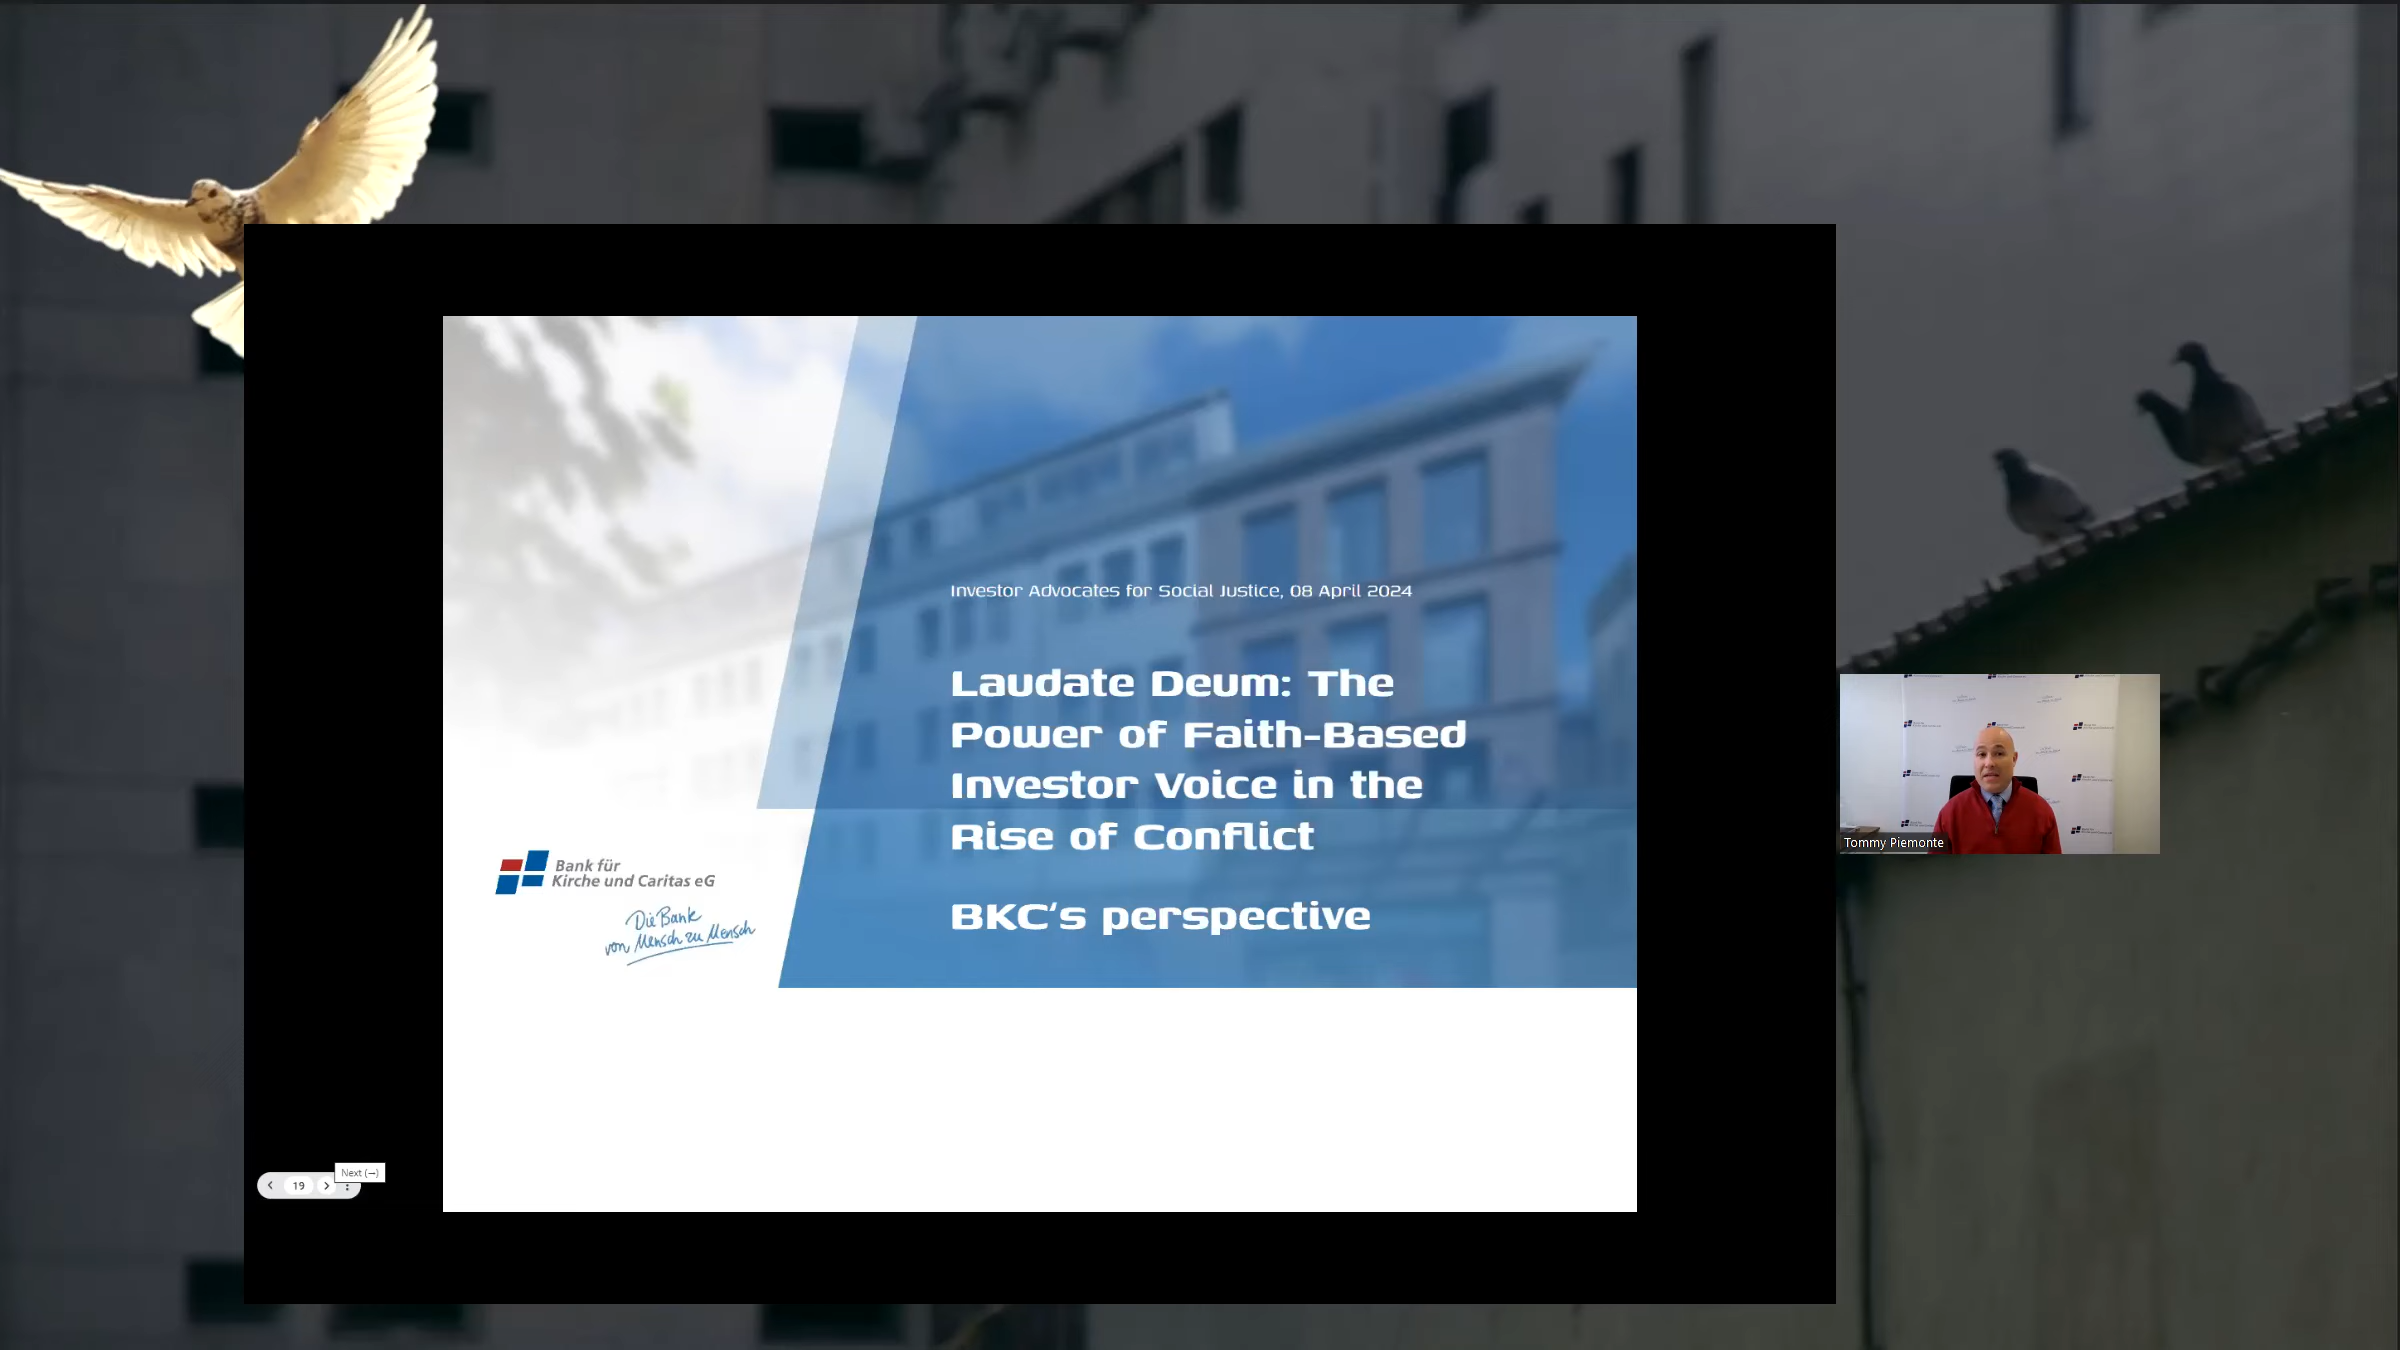 Investor Advocates for Social Justice, 08 April 2024
Laudate Deum: The
Power of Faith-Based
Investor Voice in the
Rise of Conflict
BKC‘s perspective
Bank für
Kirche und Caritas eG
Die Bank
von Mensch zu Mensch
Tommy Piemonte
Next (→)
19